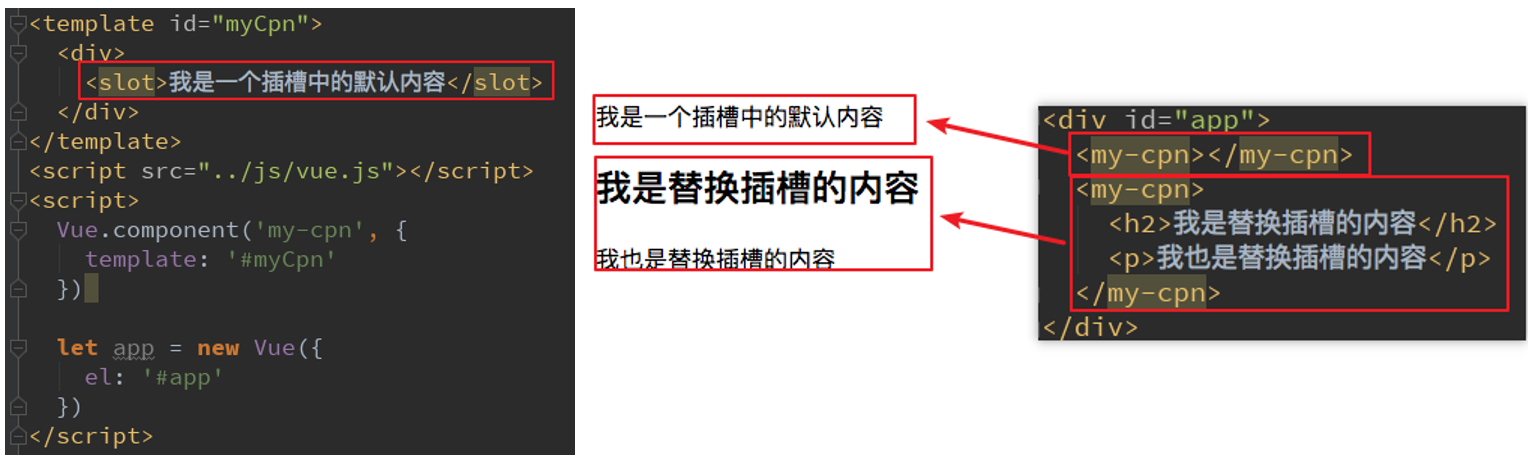 <template id="myCpn">
  <div>
    <slot>我是一个插槽中的默认内容</slot>
  </div>
</template>
<script src="../js/vue.js"></script>
<script>
  Vue.component('my-cpn', {
    template: '#myCpn'
  })
  let app = new Vue({
    el: '#app'
  })
</script>
我是一个插槽中的默认内容
我是替换插槽的内容
我也是替换插槽的内容
<div id="app">
  <my-cpn></my-cpn>
  <my-cpn>
    <h2>我是替换插槽的内容</h2>
    <p>我也是替换插槽的内容</p>
  </my-cpn>
</div>